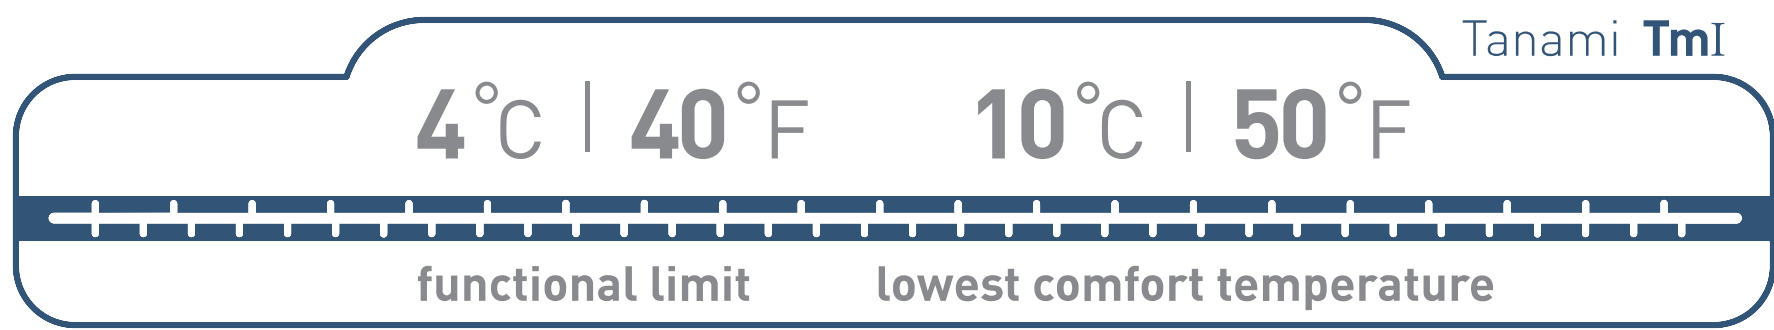 Tanami TmI
4°C | 40°F 10°C | 50°F
functional limit lowest comfort temperature